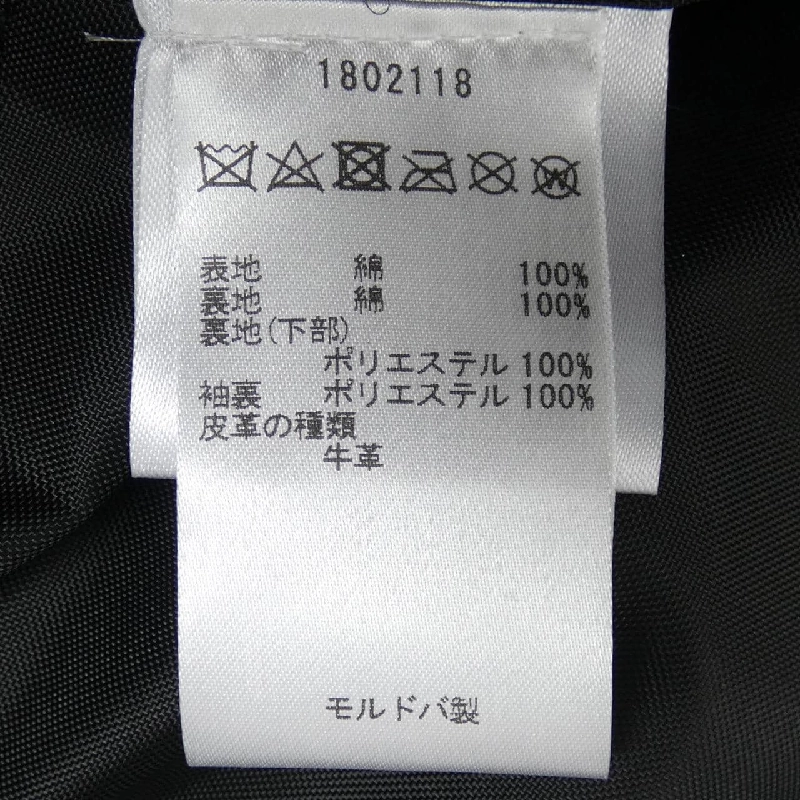 1802118
表地 綿 100%
裏地 綿 100%
裏地(下部)
ポリエステル 100%
袖裏 ポリエステル 100%
皮革の種類
牛革
モルドバ製